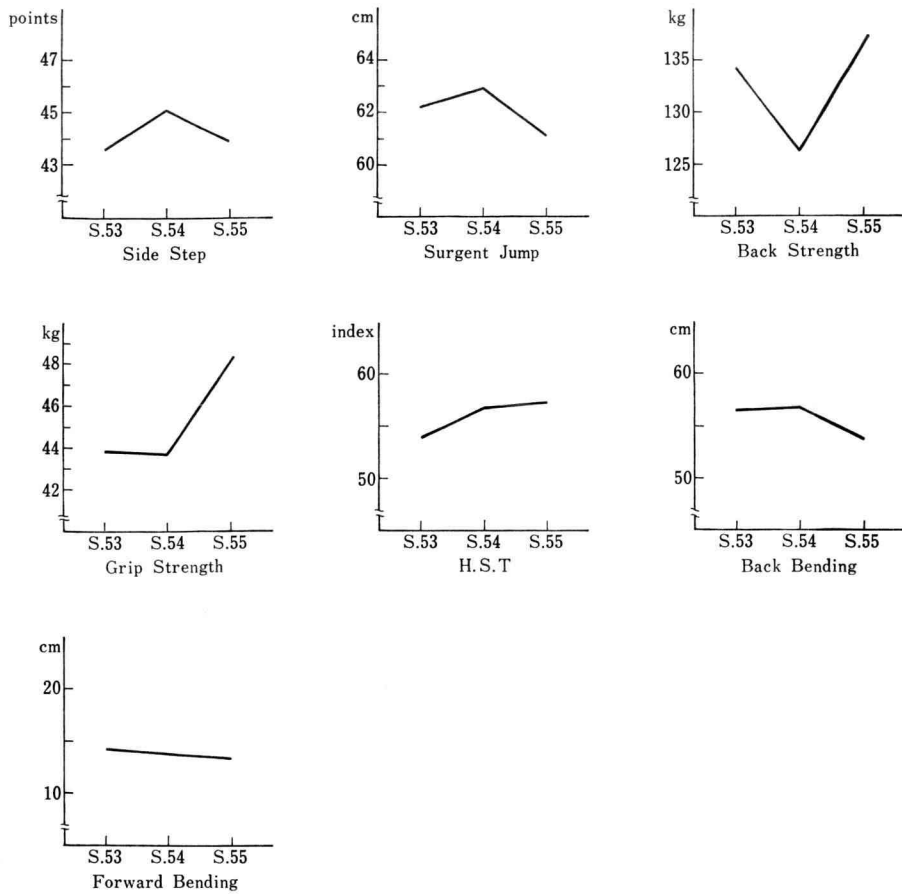 points
47
45
43
S.53 S.54 S.55
Side Step
cm
64
62
60
S.53 S.54 S.55
Surgent Jump
kg
135
130
125
S.53 S.54 S.55
Back Strength
kg
48
46
44
42
S.53 S.54 S.55
Grip Strength
index
60
50
S.53 S.54 S.55
H.S.T
cm
60
50
S.53 S.54 S.55
Back Bending
cm
20
10
S.53 S.54 S.55
Forward Bending